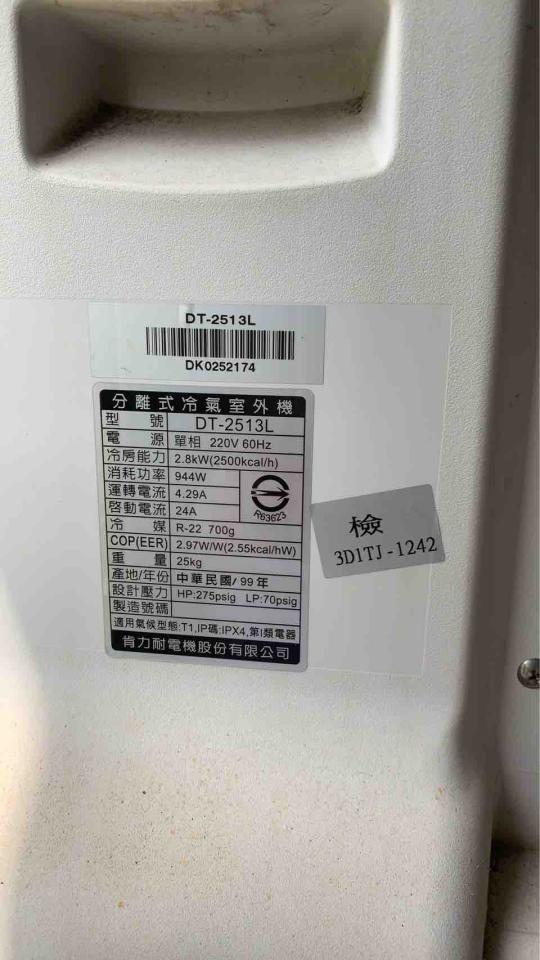 DT-2513L
DK0252174
分離式冷氣室外機
型號 DT-2513L
電源 單相 220V 60Hz
冷房能力 2.8kW(2500kcal/h)
消耗功率 944W
運轉電流 4.29A
啓動電流 24A
R63623
冷媒 R-22 700g
COP(EER) 2.97W/W(2.55kcal/hW)
重量 25kg
產地/年份 中華民國/99年
設計壓力 HP:275psig LP:70psig
製造號碼
適用氣候型態:T1,IP碼:IPX4,第I類電器
肯力耐電機股份有限公司
檢
3D1TJ-1242